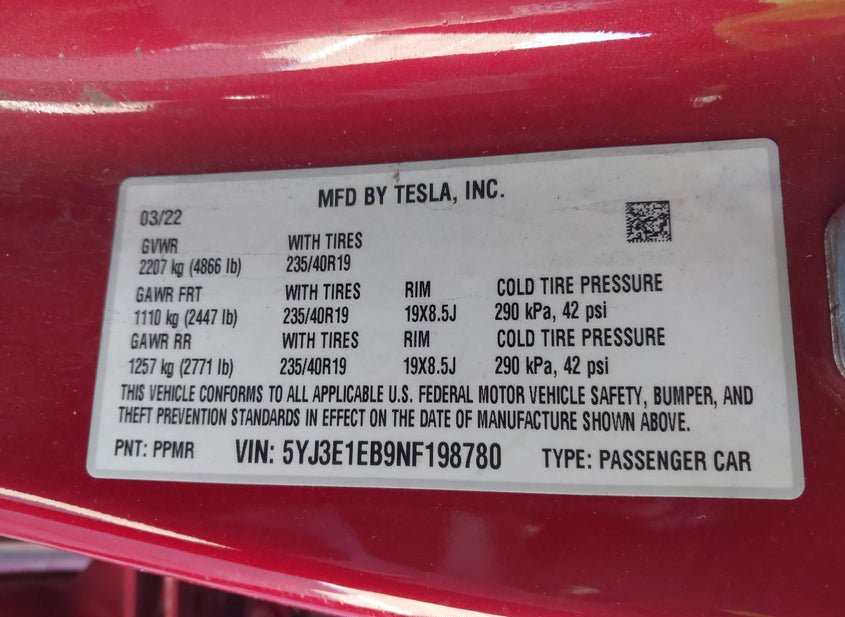 MFD BY TESLA, INC.
03/22
GVWR WITH TIRES
2207 kg (4866 lb) 235/40R19
GAWR FRT WITH TIRES RIM COLD TIRE PRESSURE
1110 kg (2447 lb) 235/40R19 19X8.5J 290 kPa, 42 psi
GAWR RR WITH TIRES RIM COLD TIRE PRESSURE
1257 kg (2771 lb) 235/40R19 19X8.5J 290 kPa, 42 psi
THIS VEHICLE CONFORMS TO ALL APPLICABLE U.S. FEDERAL MOTOR VEHICLE SAFETY, BUMPER, AND
THEFT PREVENTION STANDARDS IN EFFECT ON THE DATE OF MANUFACTURE SHOWN ABOVE.
PNT: PPMR VIN: 5YJ3E1EB9NF198780 TYPE: PASSENGER CAR